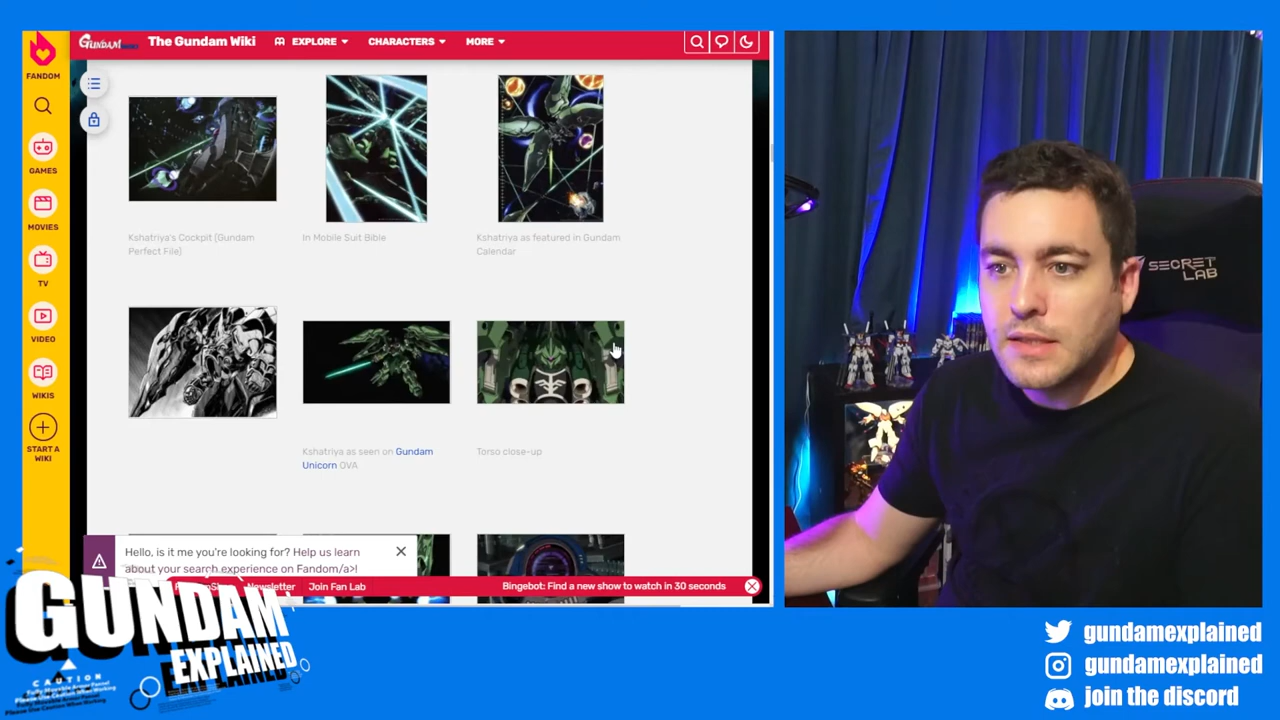 FANDOM
GAMES
MOVIES
TV
VIDEO
WIKIS
START A
WIKI
GUNDAM
The Gundam Wiki
EXPLORE
CHARACTERS
MORE
Kshatriya's Cockpit (Gundam
Perfect File)
In Mobile Suit Bible
Kshatriya as featured in Gundam
Calendar
Kshatriya as seen on Gundam
Unicorn OVA
Torso close-up
Hello, is it me you're looking for? Help us learn
about your search experience on Fandom/a>!
Newsletter
Join Fan Lab
Bingebot: Find a new show to watch in 30 seconds
SECRET
LAB
GUNDAM
EXPLAINED
CAUTION
gundamexplained
gundamexplained
join the discord